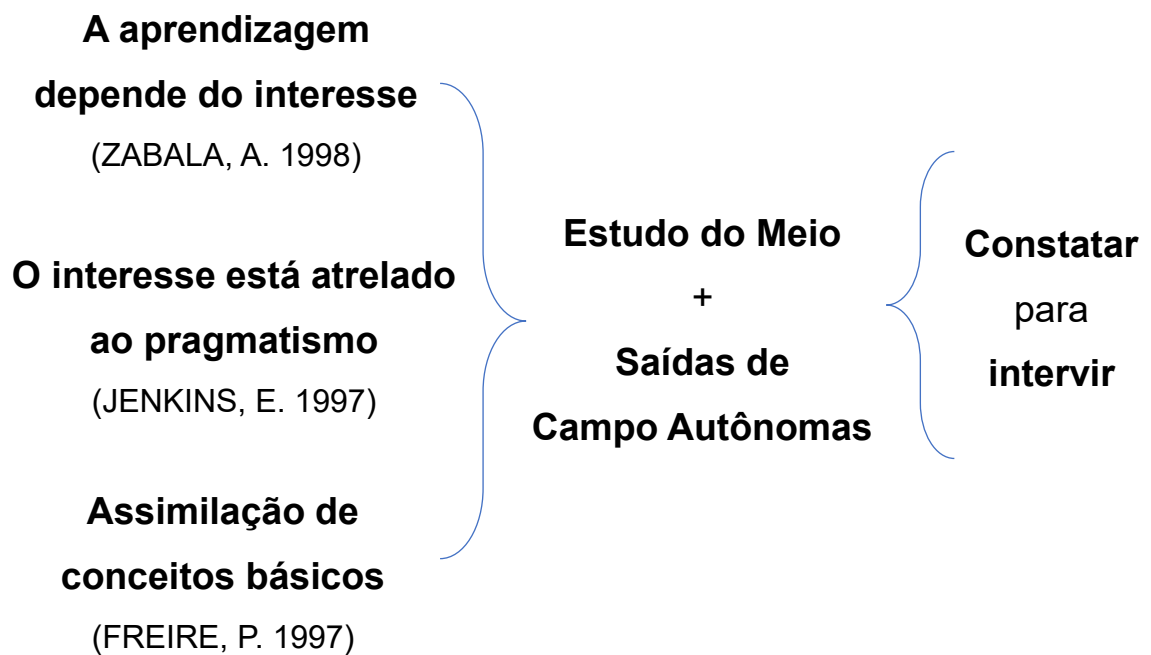 A aprendizagem
depende do interesse
(ZABALA, A. 1998)
O interesse está atrelado
ao pragmatismo
(JENKINS, E. 1997)
Assimilação de
conceitos básicos
(FREIRE, P. 1997)
Estudo do Meio
+
Saídas de
Campo Autônomas
Constatar
para
intervir